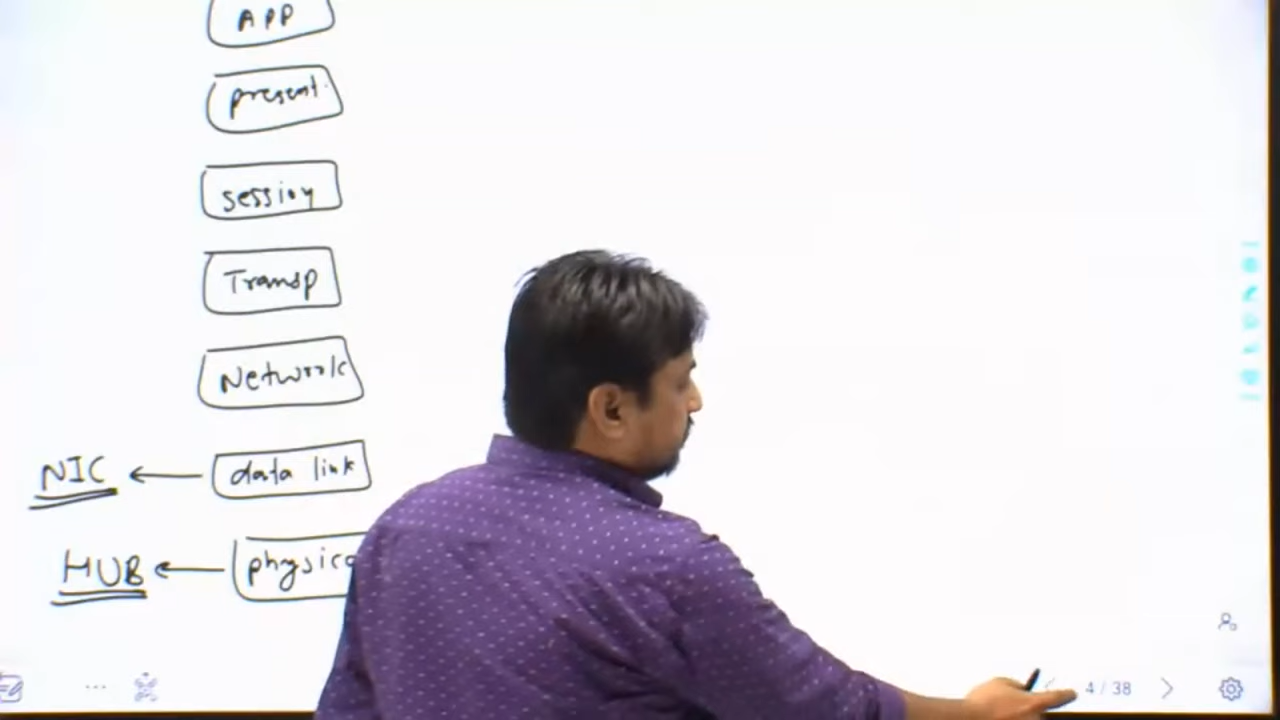 APP
present.
session
Transp
Network
NIC ← data link
HUB ← physic
4 / 38